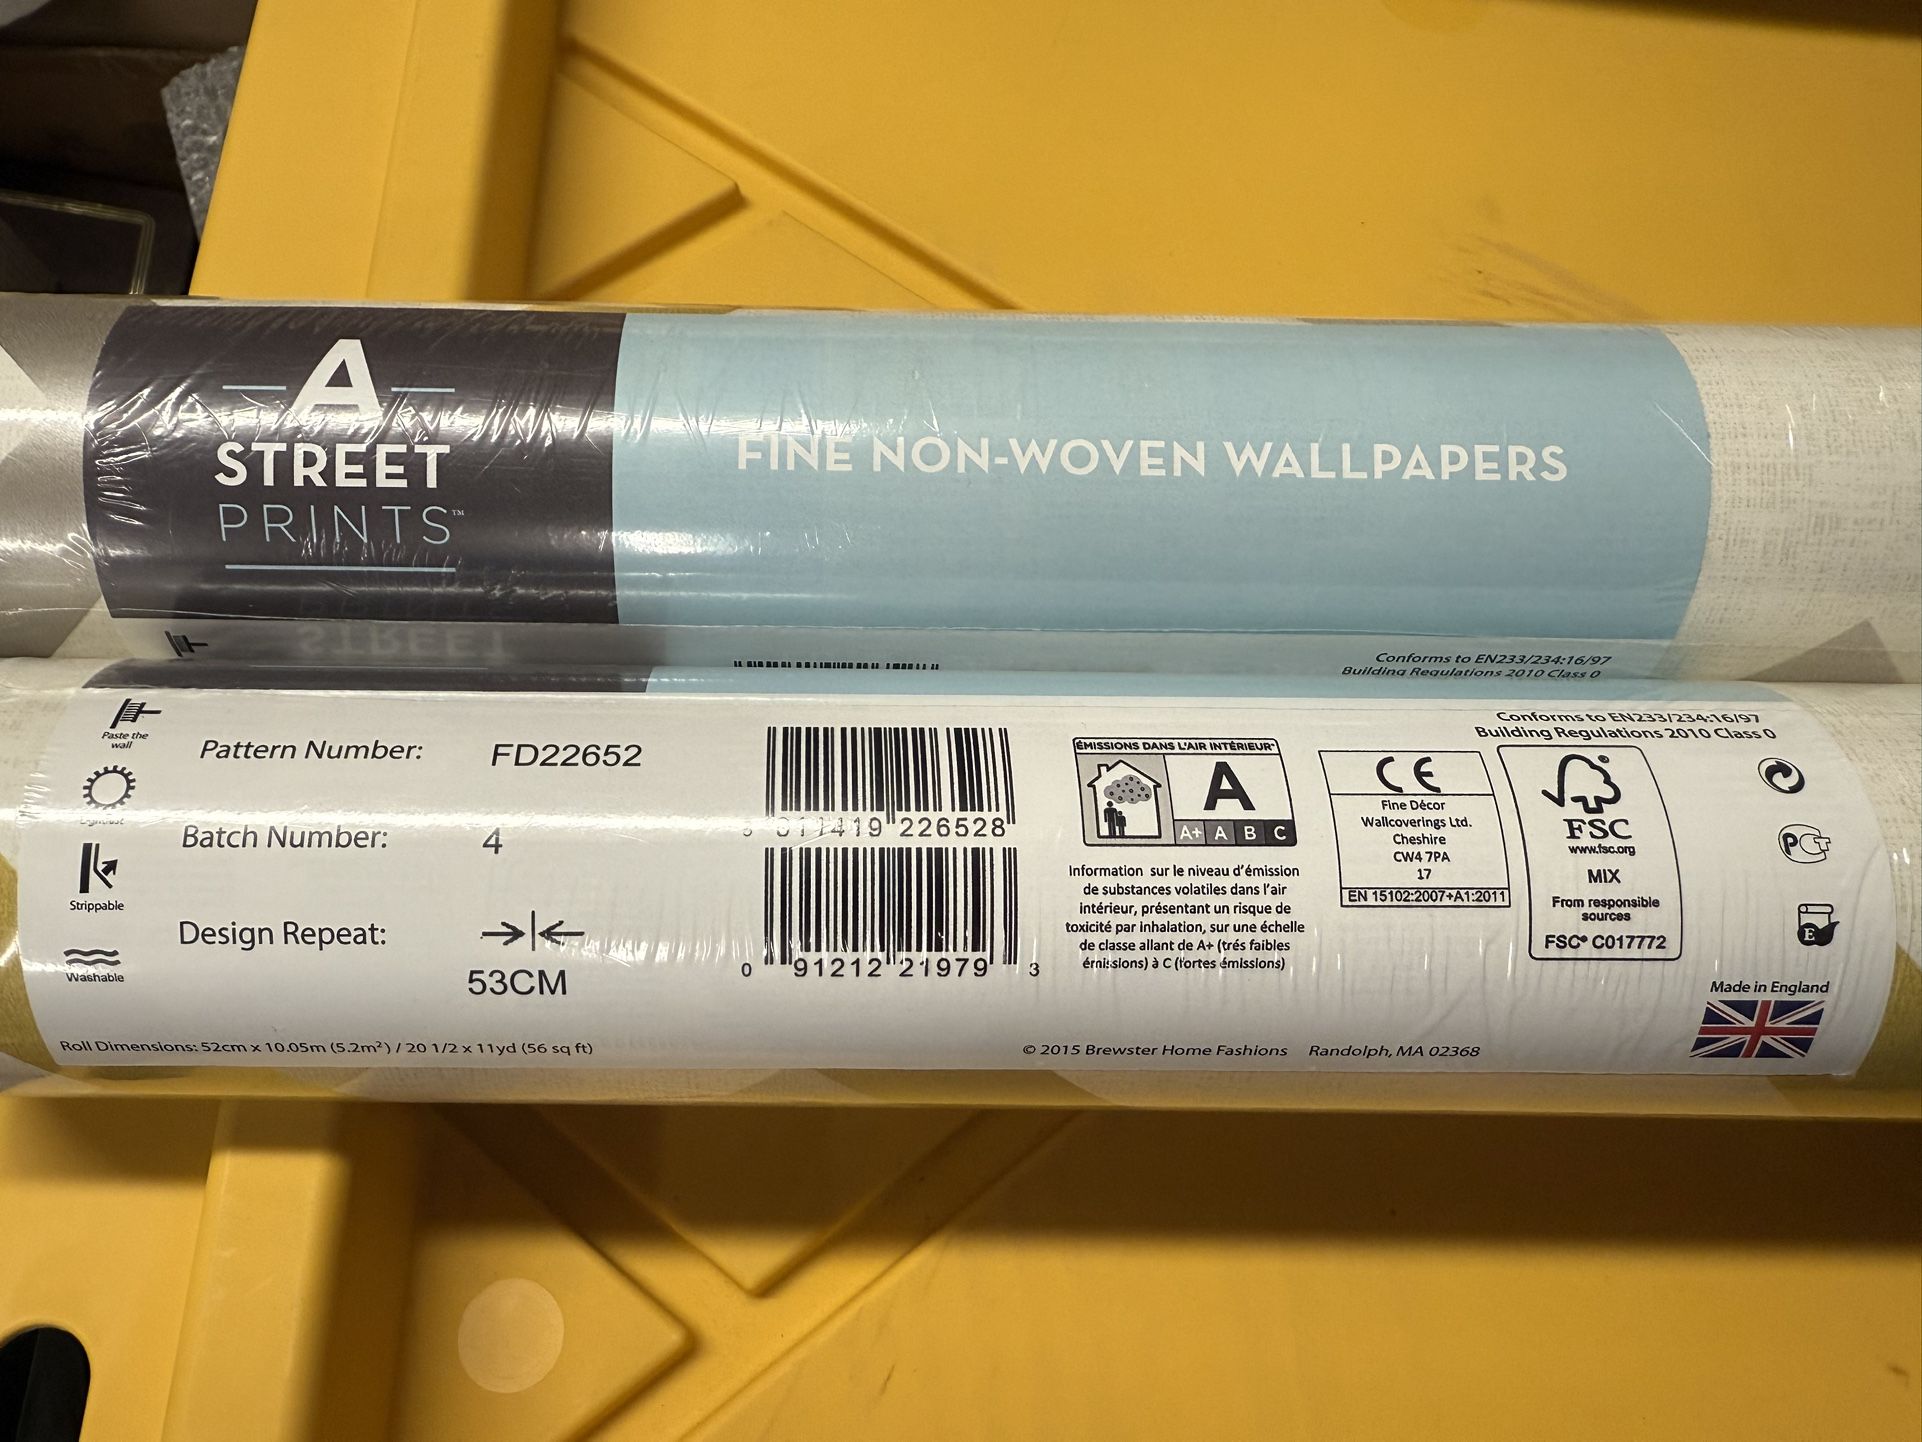 A
STREET
PRINTS™
FINE NON-WOVEN WALLPAPERS
STREET
Conforms to EN233/234:16/97
Building Regulations 2010 Class 0
Conforms to EN233/234:16/97
Building Regulations 2010 Class 0
Paste the
wall
Lightfast
Strippable
Washable
Pattern Number: FD22652
Batch Number: 4
Design Repeat:
53CM
011419 226528
0 91212 21979 3
ÉMISSIONS DANS L'AIR INTÉRIEUR*
A
A+ A B C
Information sur le niveau d'émission
de substances volatiles dans l'air
intérieur, présentant un risque de
toxicité par inhalation, sur une échelle
de classe allant de A+ (trés faibles
émissions) à C (fortes émissions)
CE
Fine Décor
Wallcoverings Ltd.
Cheshire
CW4 7PA
17
EN 15102:2007+A1:2011
FSC
www.fsc.org
MIX
From responsible
sources
FSC® C017772
E
Made in England
Roll Dimensions: 52cm x 10.05m (5.2m²) / 20 1/2 x 11yd (56 sq ft)
© 2015 Brewster Home Fashions Randolph, MA 02368